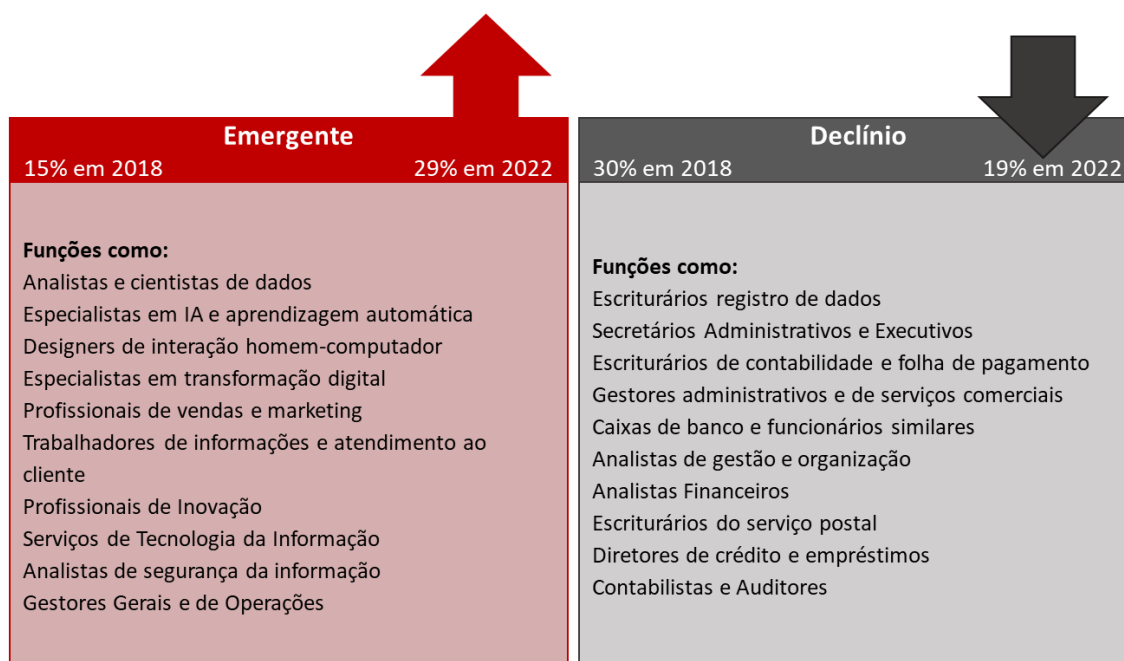 Emergente
15% em 2018
29% em 2022
Funções como:
Analistas e cientistas de dados
Especialistas em IA e aprendizagem automática
Designers de interação homem-computador
Especialistas em transformação digital
Profissionais de vendas e marketing
Trabalhadores de informações e atendimento ao
cliente
Profissionais de Inovação
Serviços de Tecnologia da Informação
Analistas de segurança da informação
Gestores Gerais e de Operações
Declínio
30% em 2018
19% em 2022
Funções como:
Escriturários registro de dados
Secretários Administrativos e Executivos
Escriturários de contabilidade e folha de pagamento
Gestores administrativos e de serviços comerciais
Caixas de banco e funcionários similares
Analistas de gestão e organização
Analistas Financeiros
Escriturários do serviço postal
Diretores de crédito e empréstimos
Contabilistas e Auditores